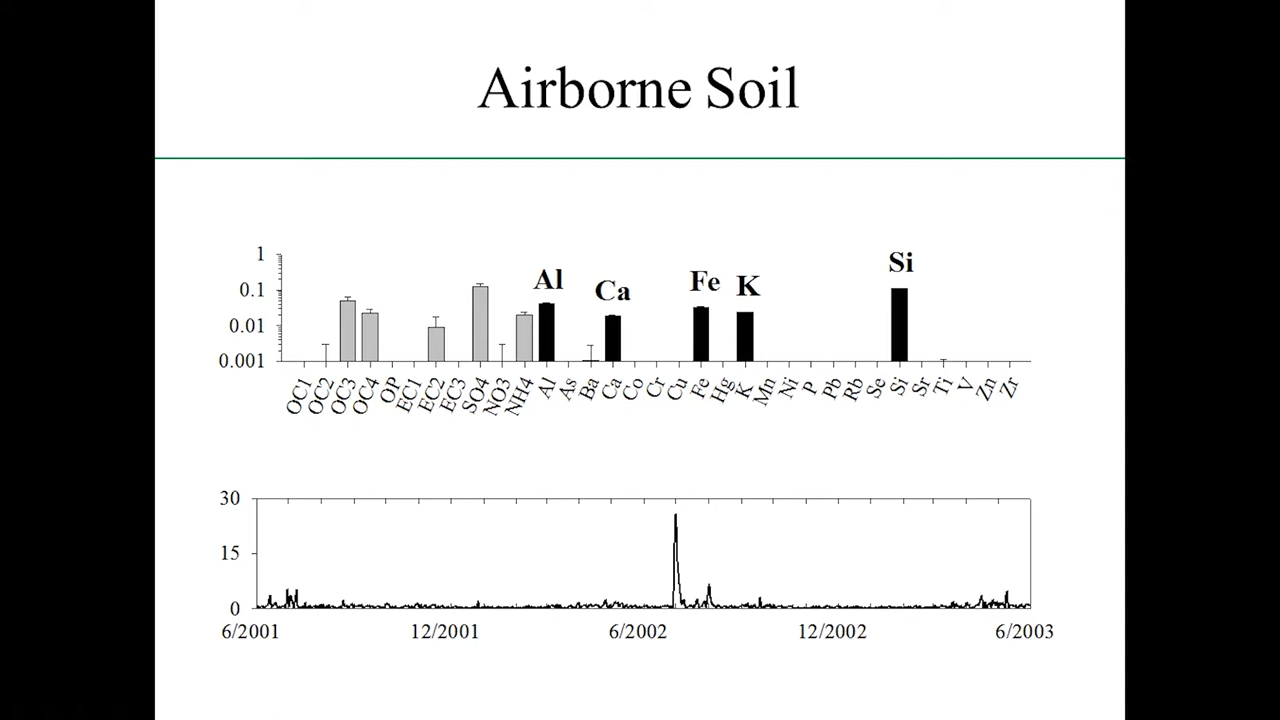 Airborne Soil
1
0.1
0.01
0.001
Al
Ca
Fe
K
Si
OC1 OC2 OC3 OC4 OP EC1 EC2 EC3 SO4 NO3 NH4 Al As Ba Ca Co Cr Cu Fe Hg K Mn Ni P Pb Rb Se Si Sr Ti V Zn Zr
30
15
0
6/2001 12/2001 6/2002 12/2002 6/2003